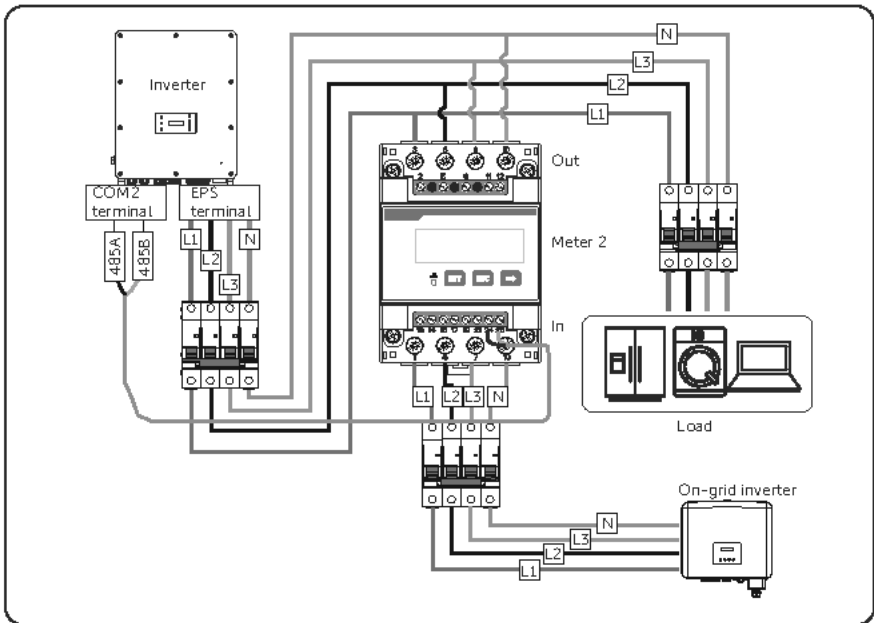 N
L3
L2
L1
Inverter
COM2
terminal
EPS
terminal
485A
485B
L1
L2
L3
N
Out
Meter 2
In
L1
L2
L3
N
Load
On-grid inverter
N
L3
L2
L1